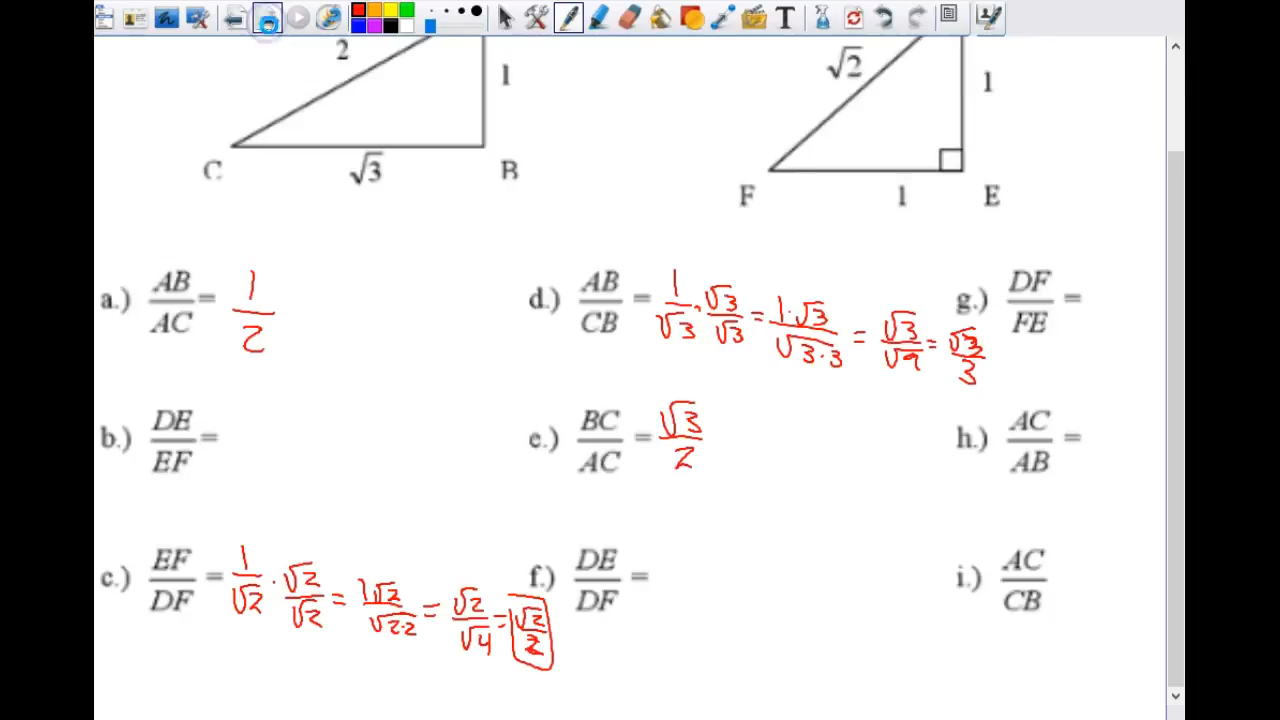 2
1
√2
1
C
√3
B
F
1
E
a.) AB/AC = 1/2
d.) AB/CB = 1/√3 · √3/√3 = 1·√3/√3·3 = √3/√9 = √3/3
g.) DF/FE =
b.) DE/EF =
e.) BC/AC = √3/2
h.) AC/AB =
c.) EF/DF = 1/√2 · √2/√2 = 1√2/√2·2 = √2/√4 = √2/2
f.) DE/DF =
i.) AC/CB